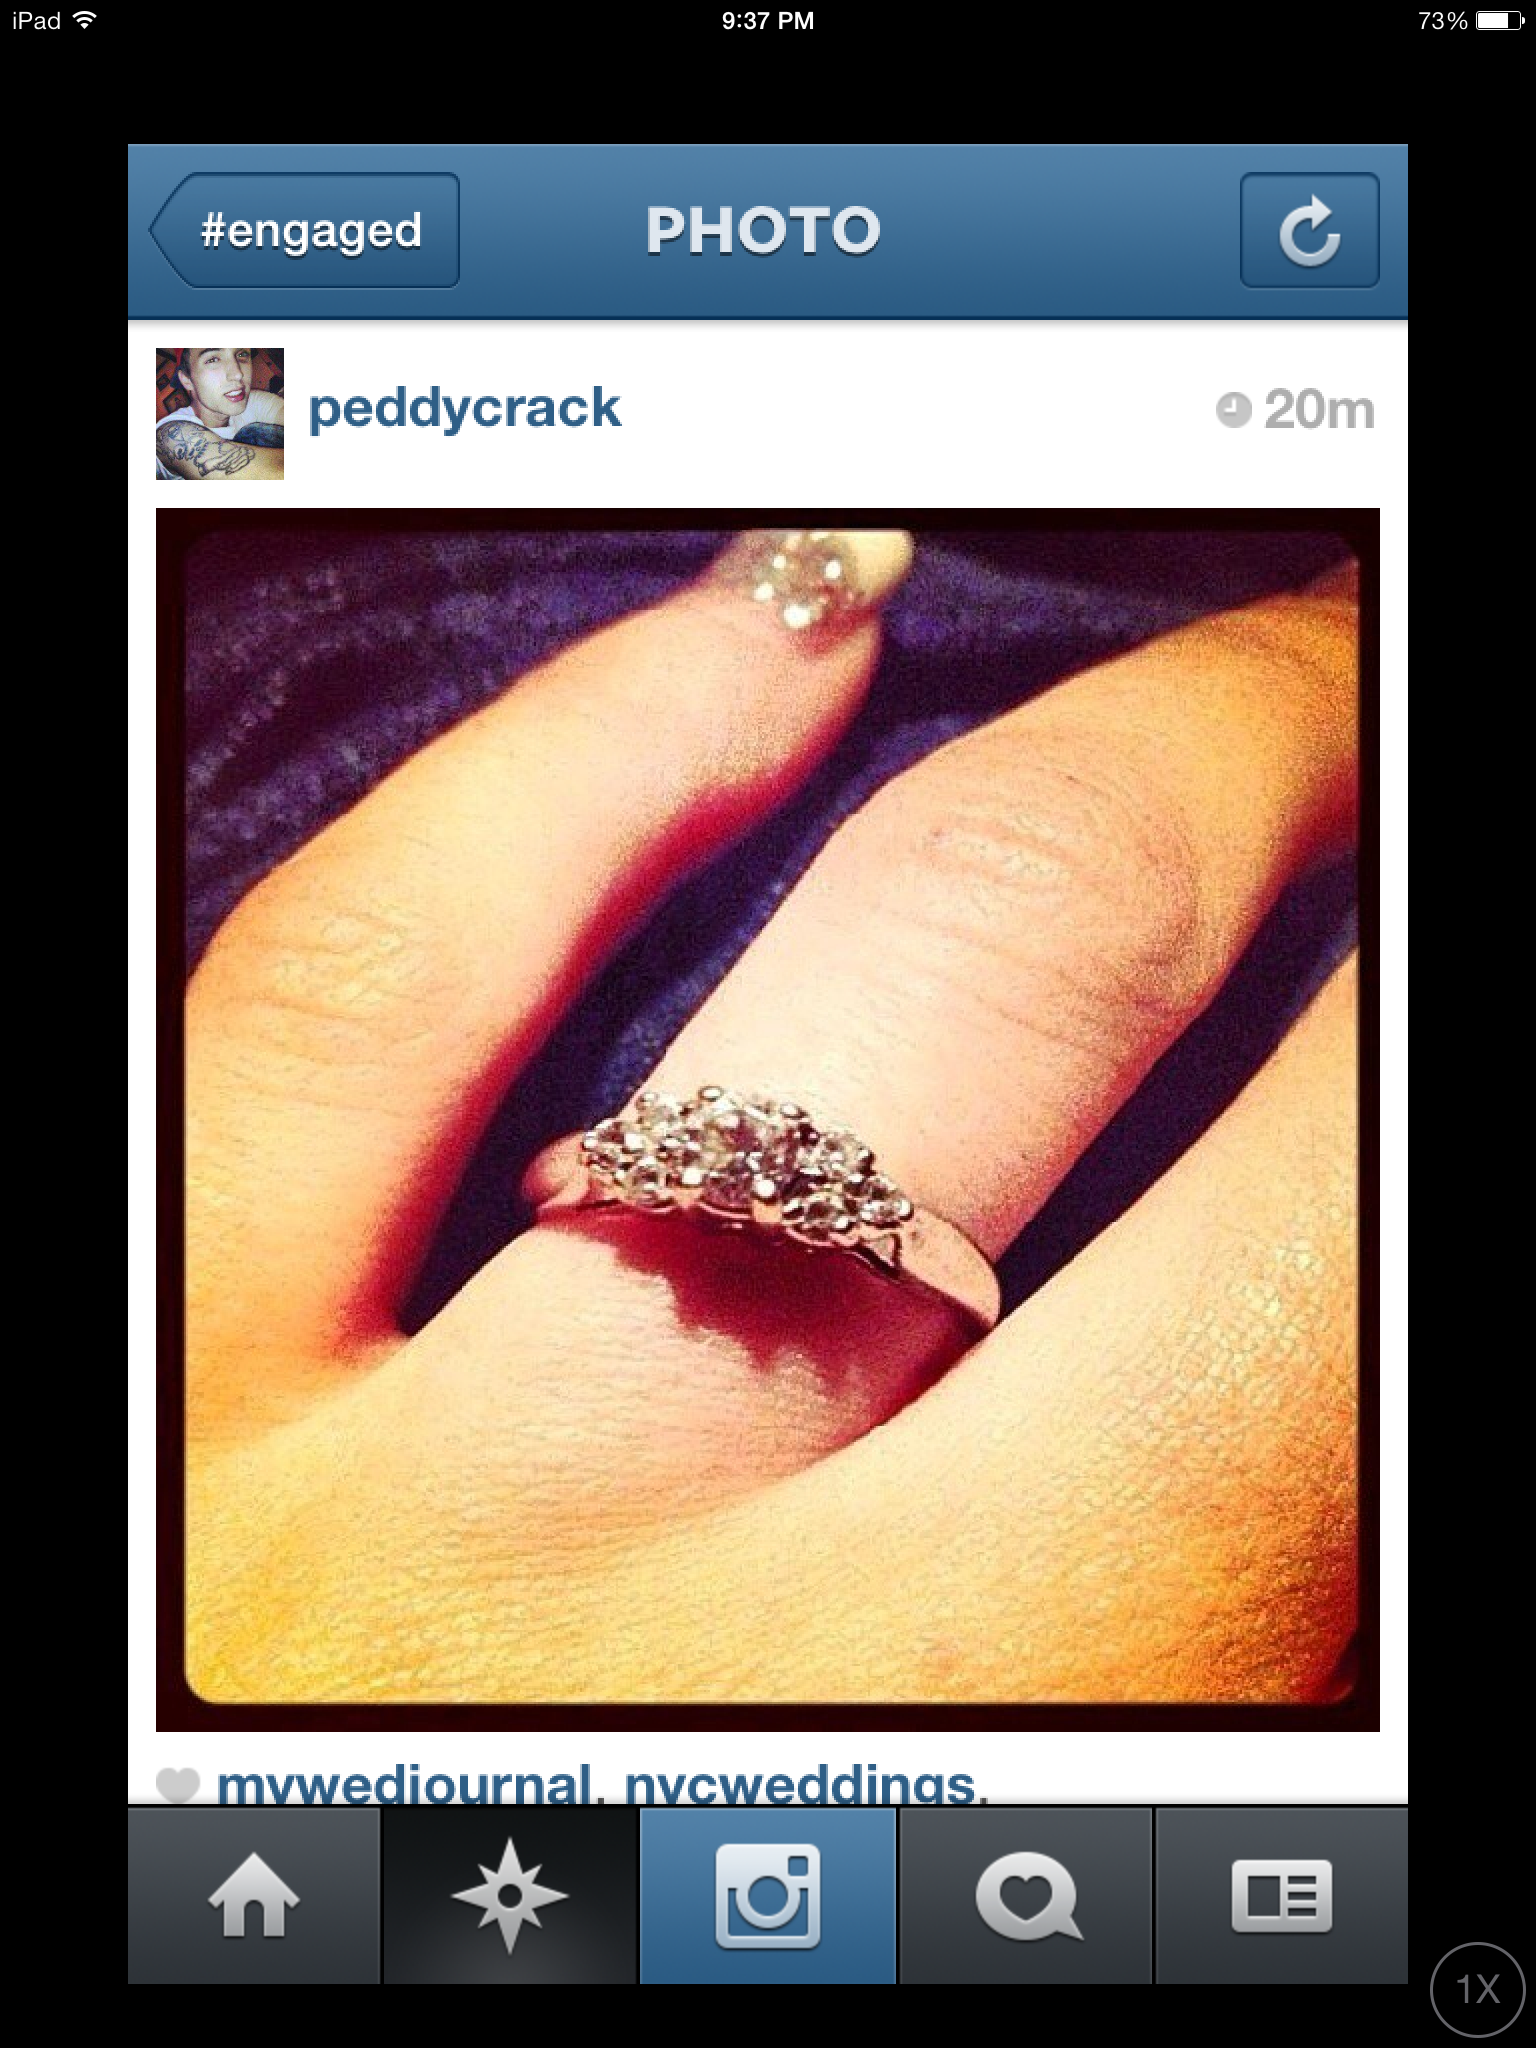 iPad 9:37 PM 73%
#engaged PHOTO
peddycrack 20m
mywedjournal, nycweddings,
1X